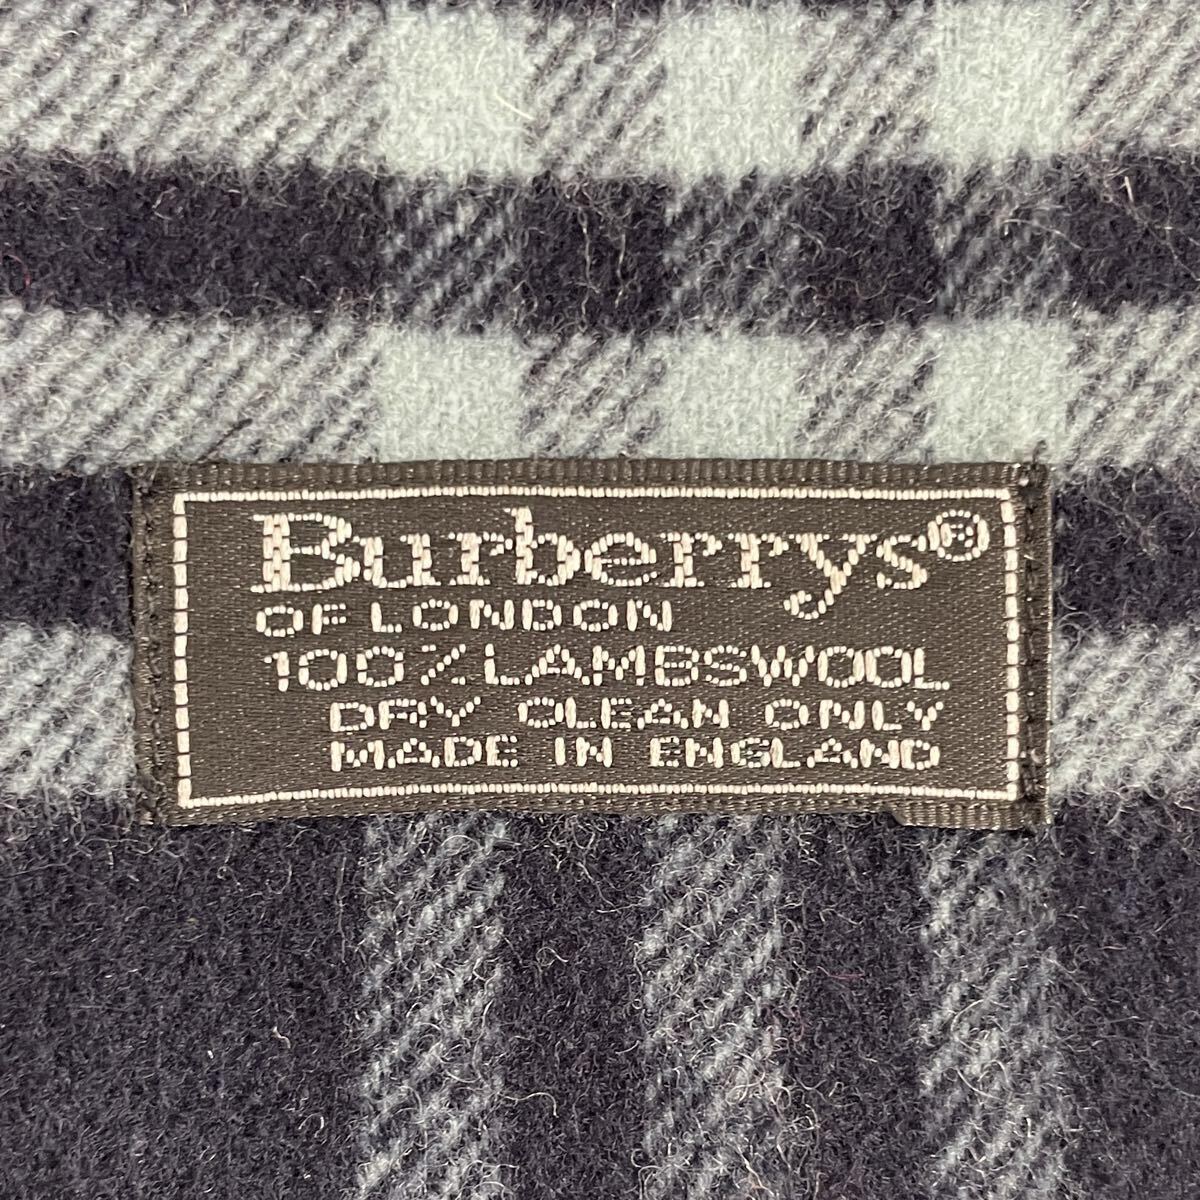 Burberrys®
OF LONDON
100% LAMBSWOOL
DRY CLEAN ONLY
MADE IN ENGLAND